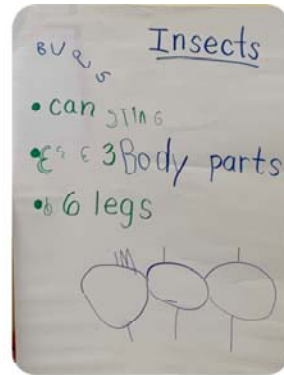 Insects
BUgs
• can sting
• 3 Body parts
• 6 legs